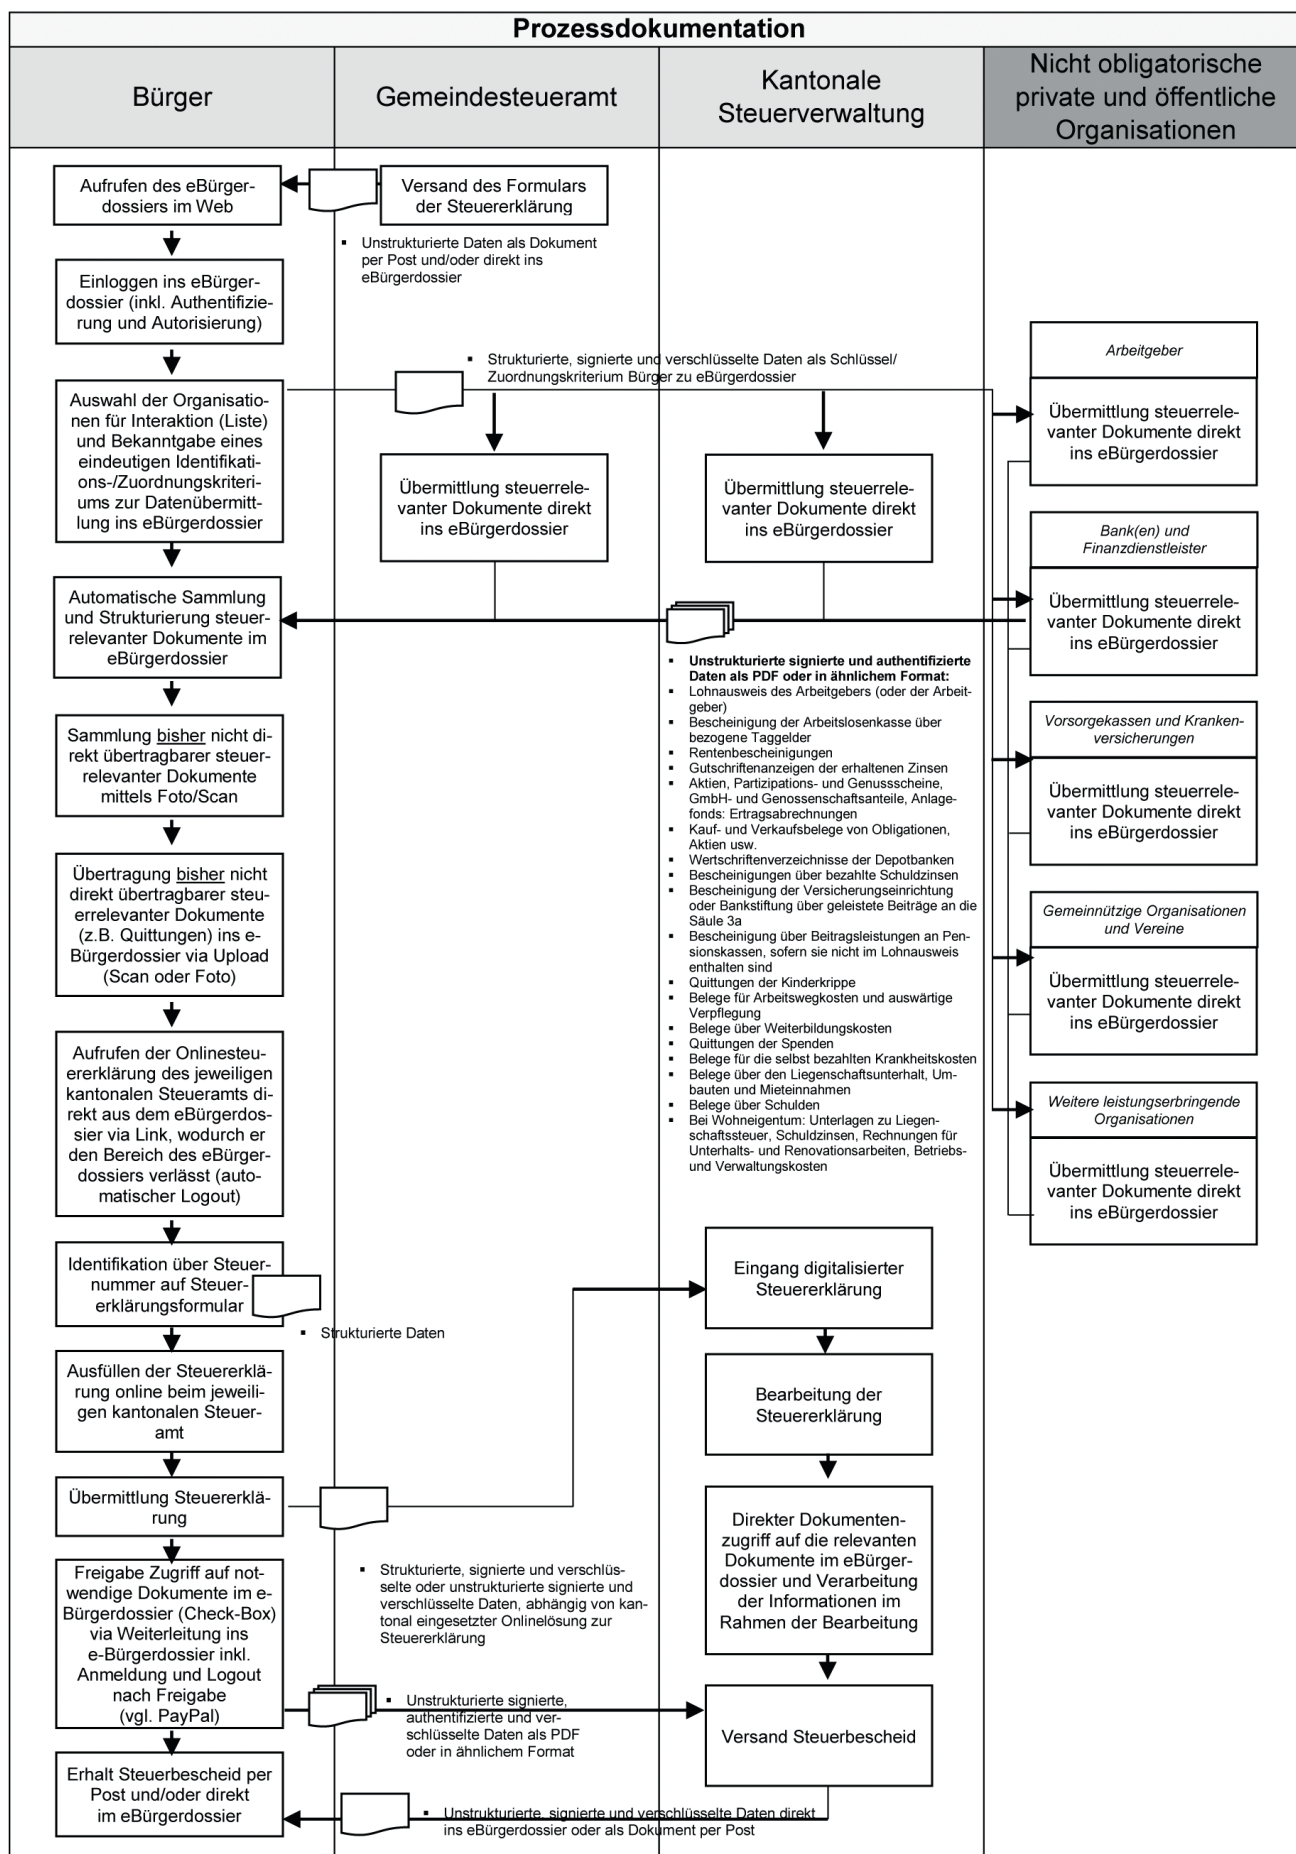 Prozessdokumentation
Bürger
Gemeindesteueramt
Kantonale
Steuerverwaltung
Nicht obligatorische
private und öffentliche
Organisationen
Aufrufen des eBürger-
dossiers im Web
Versand des Formulars
der Steuererklärung
▪ Unstrukturierte Daten als Dokument
per Post und/oder direkt ins
eBürgerdossier
Einloggen ins eBürger-
dossier (inkl. Authentifizie-
rung und Autorisierung)
▪ Strukturierte, signierte und verschlüsselte Daten als Schlüssel/
Zuordnungskriterium Bürger zu eBürgerdossier
Auswahl der Organisatio-
nen für Interaktion (Liste)
und Bekanntgabe eines
eindeutigen Identifikati-
ons-/Zuordnungskriteri-
ums zur Datenübermitt-
lung ins eBürgerdossier
Übermittlung steuerrele-
vanter Dokumente direkt
ins eBürgerdossier
Übermittlung steuerrele-
vanter Dokumente direkt
ins eBürgerdossier
Arbeitgeber
Übermittlung steuerrele-
vanter Dokumente direkt
ins eBürgerdossier
Bank(en) und
Finanzdienstleister
Übermittlung steuerrele-
vanter Dokumente direkt
ins eBürgerdossier
Vorsorgekassen und Kranken-
versicherungen
Übermittlung steuerrele-
vanter Dokumente direkt
ins eBürgerdossier
Gemeinnützige Organisationen
und Vereine
Übermittlung steuerrele-
vanter Dokumente direkt
ins eBürgerdossier
Weitere leistungserbringende
Organisationen
Übermittlung steuerrele-
vanter Dokumente direkt
ins eBürgerdossier
Automatische Sammlung
und Strukturierung steuer-
relevanter Dokumente im
eBürgerdossier
▪ Unstrukturierte signierte und authentifizierte
Daten als PDF oder in ähnlichem Format:
▪ Lohnausweis des Arbeitgebers (oder der Arbeit-
geber)
▪ Bescheinigung der Arbeitslosenkasse über
bezogene Taggelder
▪ Rentenbescheinigungen
▪ Gutschriftenanzeigen der erhaltenen Zinsen
▪ Aktien, Partizipations- und Genussscheine,
GmbH- und Genossenschaftsanteile, Anlage-
fonds: Ertragsabrechnungen
▪ Kauf- und Verkaufsbelege von Obligationen,
Aktien usw.
▪ Wertschriftenverzeichnisse der Depotbanken
▪ Bescheinigungen über bezahlte Schuldzinsen
▪ Bescheinigung der Versicherungseinrichtung
oder Bankstiftung über geleistete Beiträge an die
Säule 3a
▪ Bescheinigung über Beitragsleistungen an Pen-
sionskassen, sofern sie nicht im Lohnausweis
enthalten sind
▪ Quittungen der Kinderkrippe
▪ Belege für Arbeitswegkosten und auswärtige
Verpflegung
▪ Belege über Weiterbildungskosten
▪ Quittungen der Spenden
▪ Belege für die selbst bezahlten Krankheitskosten
▪ Belege über den Liegenschaftsunterhalt, Um-
bauten und Mieteinnahmen
▪ Belege über Schulden
▪ Bei Wohneigentum: Unterlagen zu Liegen-
schaftssteuer, Schuldzinsen, Rechnungen für
Unterhalts- und Renovationsarbeiten, Betriebs-
und Verwaltungskosten
Sammlung bisher nicht di-
rekt übertragbarer steuer-
relevanter Dokumente
mittels Foto/Scan
Übertragung bisher nicht
direkt übertragbarer steu-
errelevanter Dokumente
(z.B. Quittungen) ins e-
Bürgerdossier via Upload
(Scan oder Foto)
Aufrufen der Onlinesteu-
ererklärung des jeweiligen
kantonalen Steueramts di-
rekt aus dem eBürgerdos-
sier via Link, wodurch er
den Bereich des eBürger-
dossiers verlässt (auto-
matischer Logout)
Identifikation über Steuer-
nummer auf Steuer-
erklärungsformular
▪ Strukturierte Daten
Ausfüllen der Steuererklä-
rung online beim jeweili-
gen kantonalen Steuer-
amt
Übermittlung Steuererklä-
rung
▪ Strukturierte, signierte und verschlüs-
selte oder unstrukturierte signierte und
verschlüsselte Daten, abhängig von kan-
tonal eingesetzter Onlinelösung zur
Steuererklärung
Eingang digitalisierter
Steuererklärung
Bearbeitung der
Steuererklärung
Direkter Dokumenten-
zugriff auf die relevanten
Dokumente im eBürger-
dossier und Verarbeitung
der Informationen im
Rahmen der Bearbeitung
Freigabe Zugriff auf not-
wendige Dokumente im e-
Bürgerdossier (Check-Box)
via Weiterleitung ins
e-Bürgerdossier inkl.
Anmeldung und Logout
nach Freigabe
(vgl. PayPal)
▪ Unstrukturierte signierte,
authentifizierte und ver-
schlüsselte Daten als PDF
oder in ähnlichem Format
Versand Steuerbescheid
Erhalt Steuerbescheid per
Post und/oder direkt
im eBürgerdossier
▪ Unstrukturierte, signierte und verschlüsselte Daten direkt
ins eBürgerdossier oder als Dokument per Post